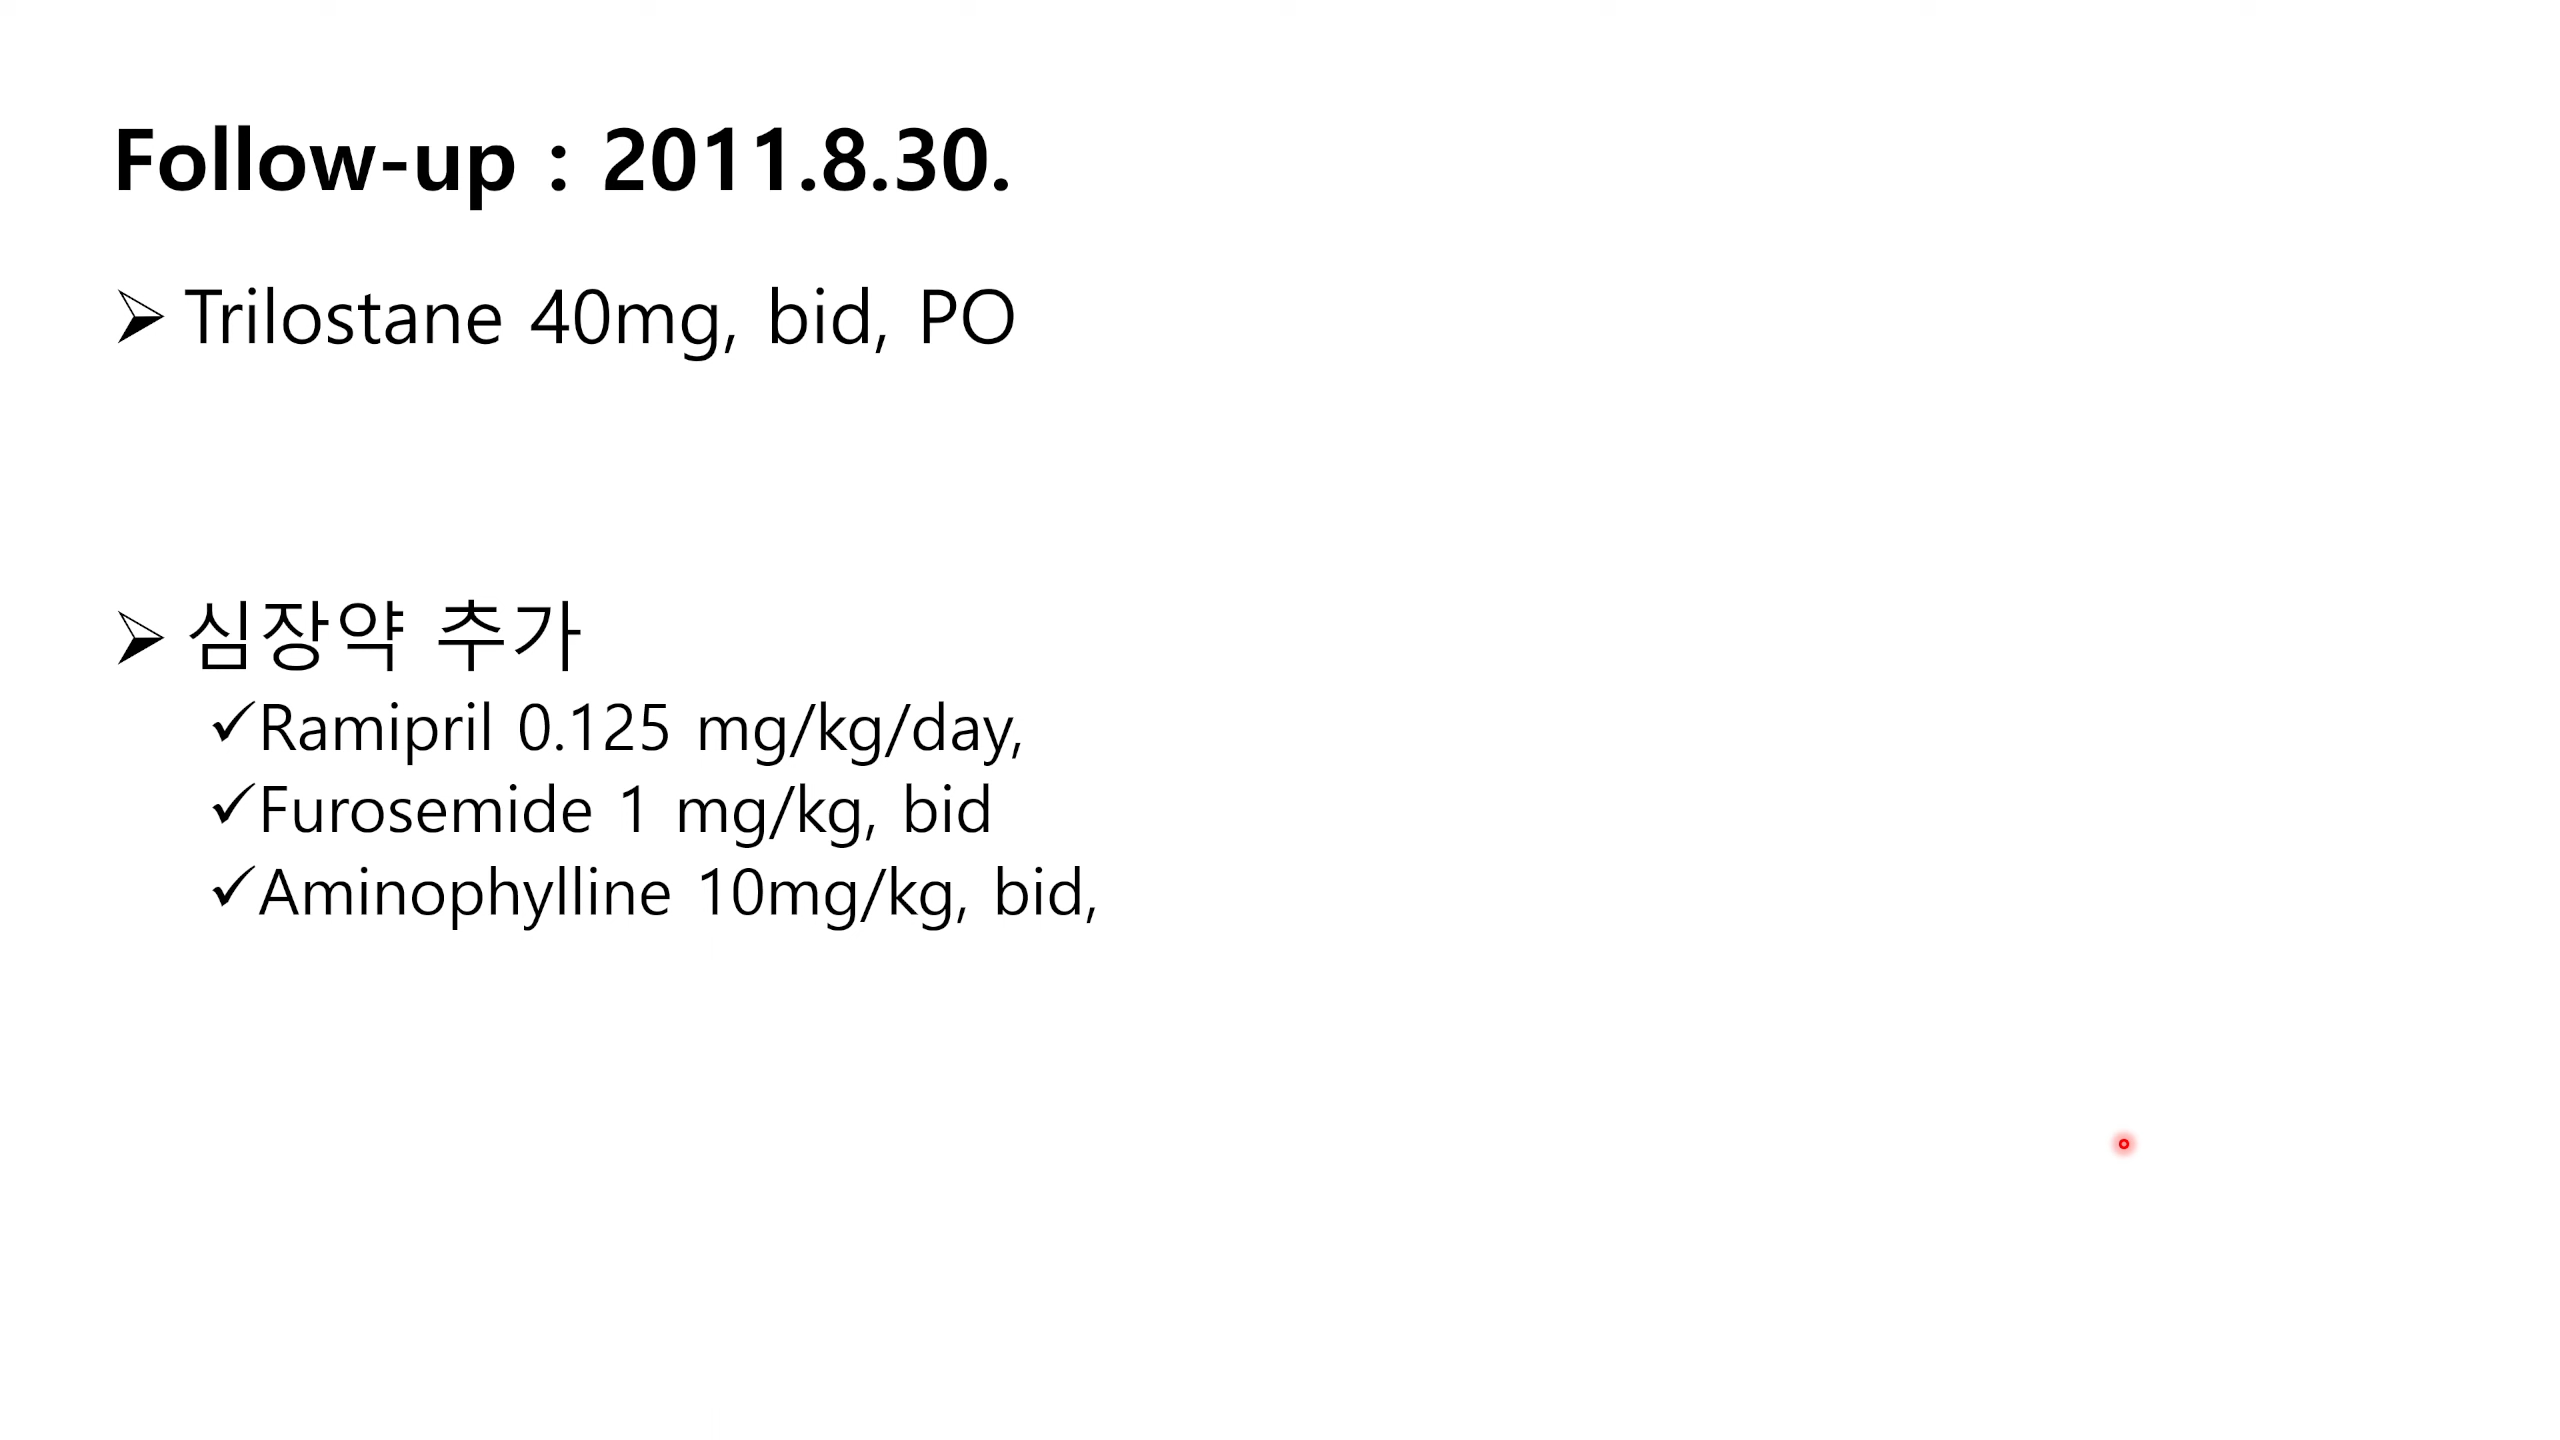 Follow-up : 2011.8.30.
➢ Trilostane 40mg, bid, PO
➢ 심장약 추가
✓Ramipril 0.125 mg/kg/day,
✓Furosemide 1 mg/kg, bid
✓Aminophylline 10mg/kg, bid,